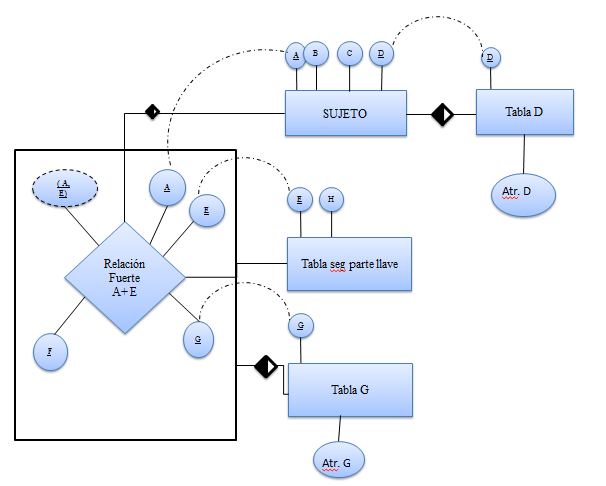 A
B
C
D
D
SUJETO
Tabla D
Atr. D
( A,
E)
A
E
E
H
Relación
Fuerte
A+E
Tabla seg parte llave
F
G
G
Tabla G
Atr. G